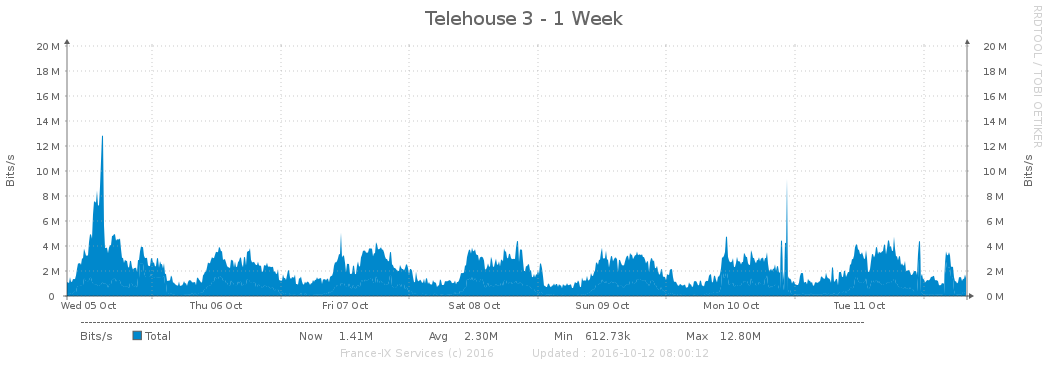 Telehouse 3 - 1 Week
RRDTOOL / TOBI OETIKER
Bits/s
Bits/s
20 M 20 M
18 M 18 M
16 M 16 M
14 M 14 M
12 M 12 M
10 M 10 M
8 M 8 M
6 M 6 M
4 M 4 M
2 M 2 M
0 0 M
Wed 05 Oct Thu 06 Oct Fri 07 Oct Sat 08 Oct Sun 09 Oct Mon 10 Oct Tue 11 Oct
Bits/s Total Now 1.41M Avg 2.30M Min 612.73k Max 12.80M
France-IX Services (c) 2016 Updated : 2016-10-12 08:00:12